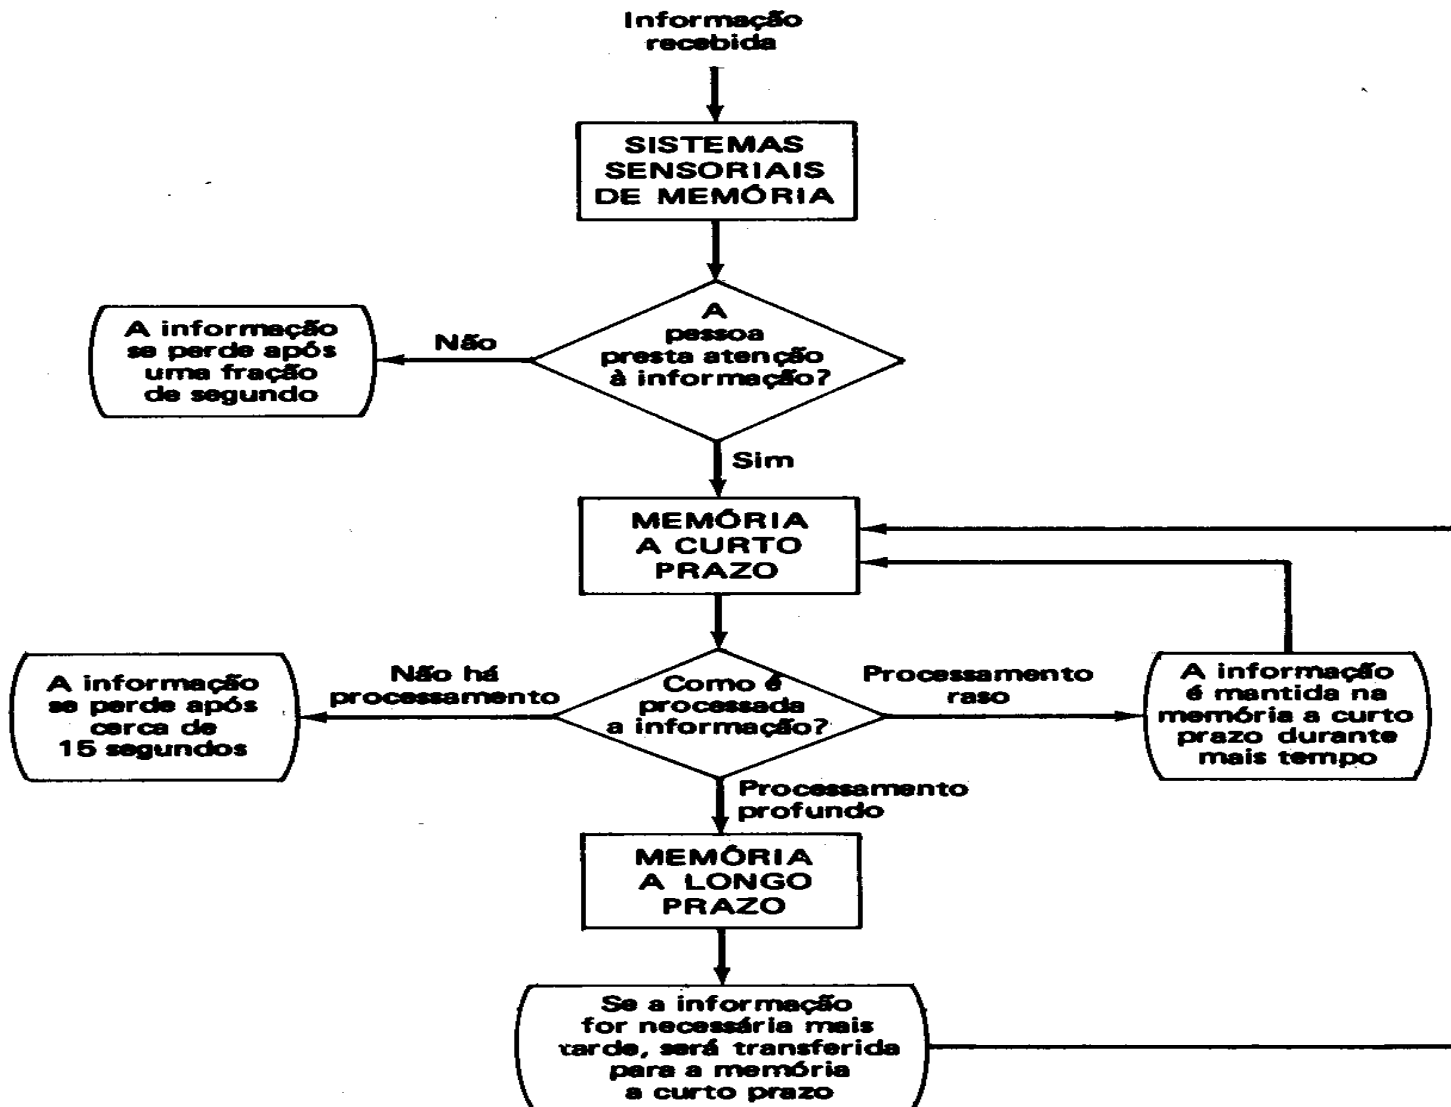 Informação
recebida
SISTEMAS
SENSORIAIS
DE MEMÓRIA
A
pessoa
presta atenção
à informação?
Não
A informação
se perde após
uma fração
de segundo
Sim
MEMÓRIA
A CURTO
PRAZO
Não há
processamento
A informação
se perde após
cerca de
15 segundos
Como é
processada
a informação?
Processamento
raso
A informação
é mantida na
memória a curto
prazo durante
mais tempo
Processamento
profundo
MEMÓRIA
A LONGO
PRAZO
Se a informação
for necessária mais
tarde, será transferida
para a memória
a curto prazo